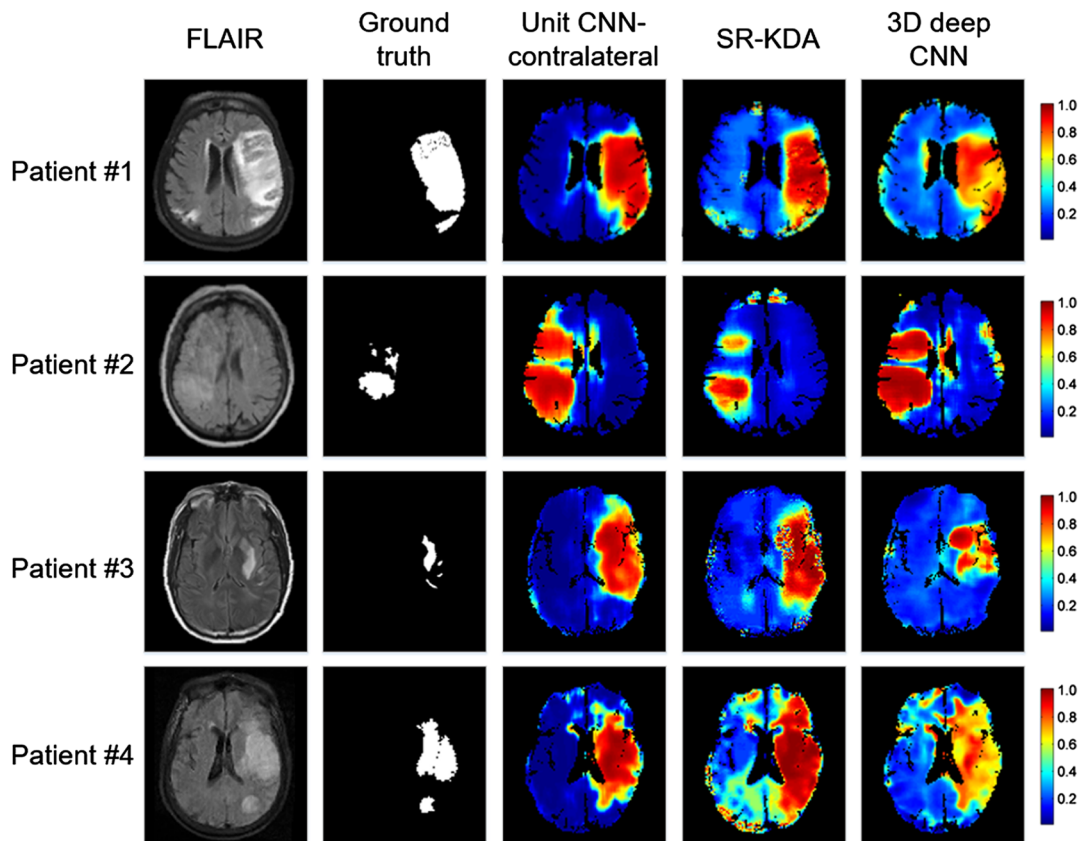 FLAIR
Ground
truth
Unit CNN-
contralateral
SR-KDA
3D deep
CNN
Patient #1
1.0
0.8
0.6
0.4
0.2
Patient #2
1.0
0.8
0.6
0.4
0.2
Patient #3
1.0
0.8
0.6
0.4
0.2
Patient #4
1.0
0.8
0.6
0.4
0.2